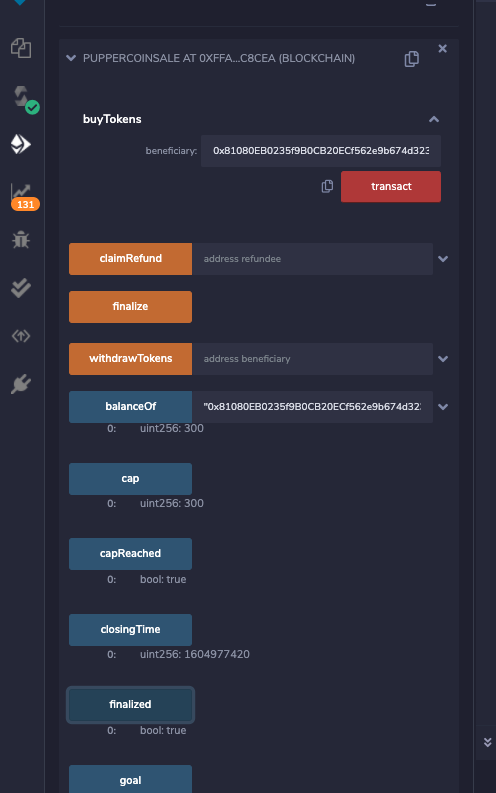 PUPPERCOINSALE AT 0XFFA...C8CEA (BLOCKCHAIN)
buyTokens
beneficiary: 0x81080EB0235f9B0CB20ECf562e9b674d323
transact
131
claimRefund address refundee
finalize
withdrawTokens address beneficiary
balanceOf "0x81080EB0235f9B0CB20ECf562e9b674d32
0: uint256: 300
cap
0: uint256: 300
capReached
0: bool: true
closingTime
0: uint256: 1604977420
finalized
0: bool: true
goal